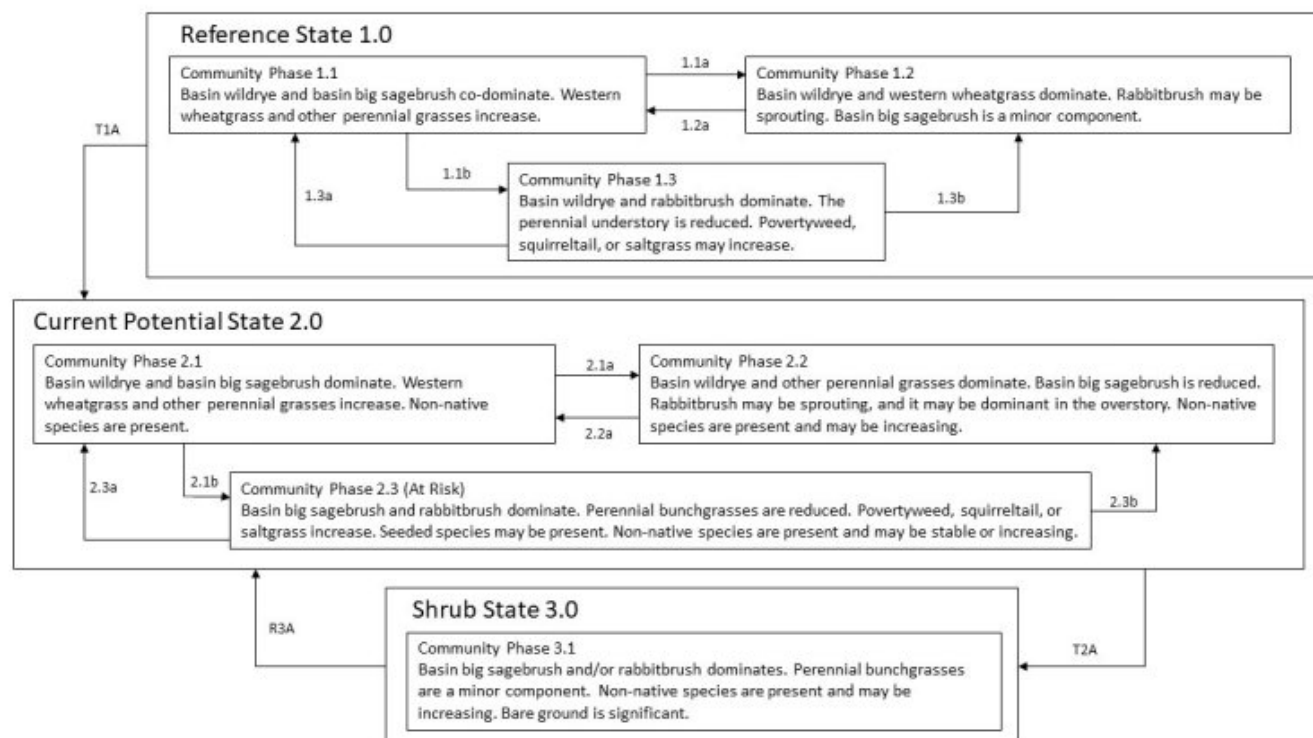 Reference State 1.0
Community Phase 1.1
Basin wildrye and basin big sagebrush co-dominate. Western
wheatgrass and other perennial grasses increase.
1.1a
1.2a
Community Phase 1.2
Basin wildrye and western wheatgrass dominate. Rabbitbrush may be
sprouting. Basin big sagebrush is a minor component.
T1A
1.3a
1.1b
Community Phase 1.3
Basin wildrye and rabbitbrush dominate. The
perennial understory is reduced. Povertyweed,
squirreltail, or saltgrass may increase.
1.3b
Current Potential State 2.0
Community Phase 2.1
Basin wildrye and basin big sagebrush dominate. Western
wheatgrass and other perennial grasses increase. Non-native
species are present.
2.1a
2.2a
Community Phase 2.2
Basin wildrye and other perennial grasses dominate. Basin big sagebrush is reduced.
Rabbitbrush may be sprouting, and it may be dominant in the overstory. Non-native
species are present and may be increasing.
2.3a
2.1b
Community Phase 2.3 (At Risk)
Basin big sagebrush and rabbitbrush dominate. Perennial bunchgrasses are reduced. Povertyweed, squirreltail, or
saltgrass increase. Seeded species may be present. Non-native species are present and may be stable or increasing.
2.3b
R3A
Shrub State 3.0
Community Phase 3.1
Basin big sagebrush and/or rabbitbrush dominates. Perennial bunchgrasses
are a minor component. Non-native species are present and may be
increasing. Bare ground is significant.
T2A